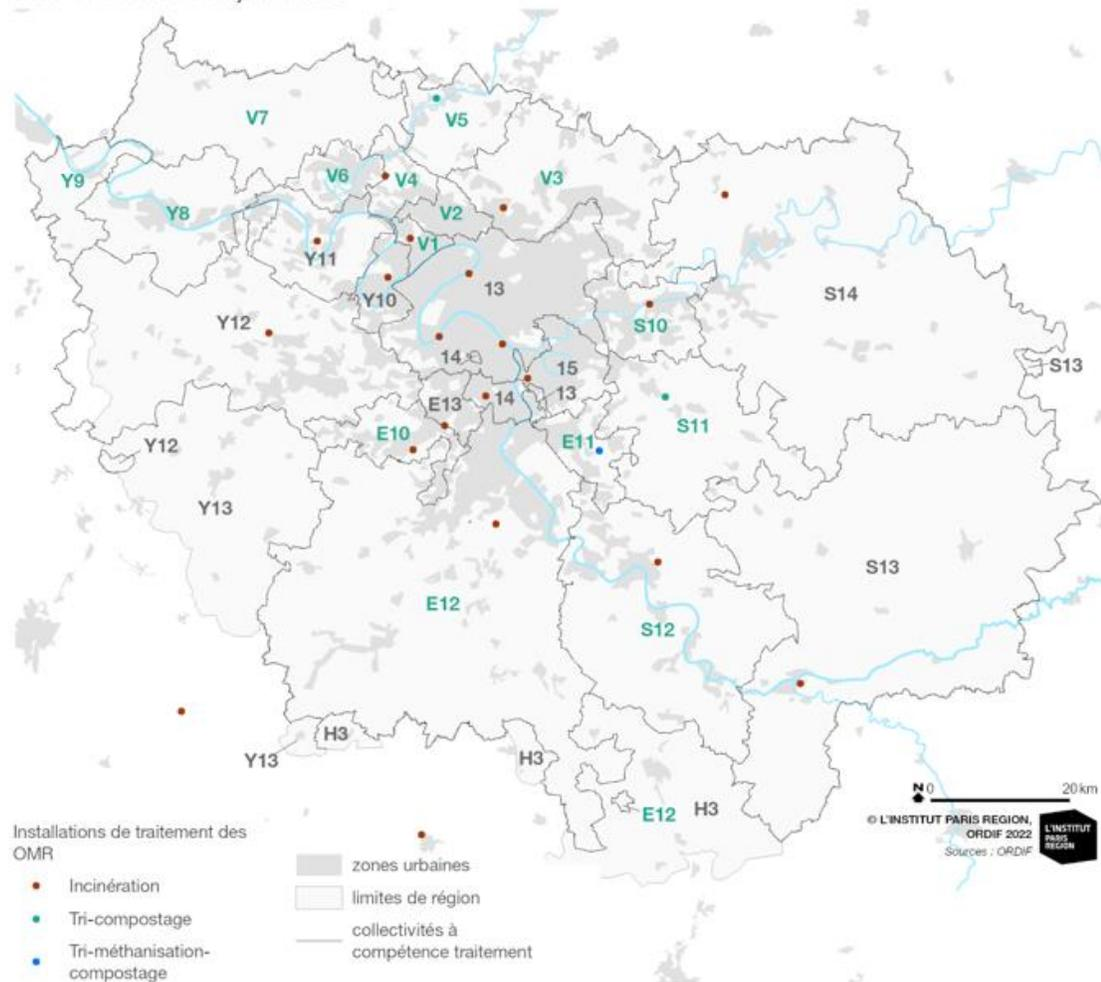 V7
V5
V6
V4
V3
Y9
Y8
V2
V1
Y11
Y10
13
S14
Y12
S10
14
15
S13
13
E13
14
E10
E11
S11
Y12
Y13
S13
E12
S12
H3
Y13
H3
E12
H3
N 0 20 km
© L'INSTITUT PARIS REGION,
ORDIF 2022
Sources : ORDIF
L'INSTITUT
PARIS
REGION
Installations de traitement des
OMR
Incinération
Tri-compostage
Tri-méthanisation-
compostage
zones urbaines
limites de région
collectivités à
compétence traitement